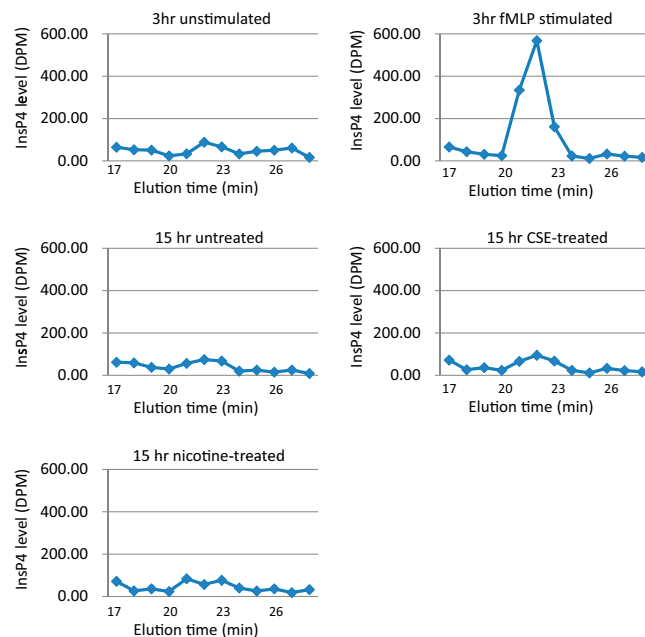 3hr unstimulated
InsP4 level (DPM)
600.00
400.00
200.00
0.00
17 20 23 26
Elution time (min)
3hr fMLP stimulated
InsP4 level (DPM)
600.00
400.00
200.00
0.00
17 20 23 26
Elution time (min)
15 hr untreated
InsP4 level (DPM)
600.00
400.00
200.00
0.00
17 20 23 26
Elution time (min)
15 hr CSE-treated
InsP4 level (DPM)
600.00
400.00
200.00
0.00
17 20 23 26
Elution time (min)
15 hr nicotine-treated
InsP4 level (DPM)
600.00
400.00
200.00
0.00
17 20 23 26
Elution time (min)